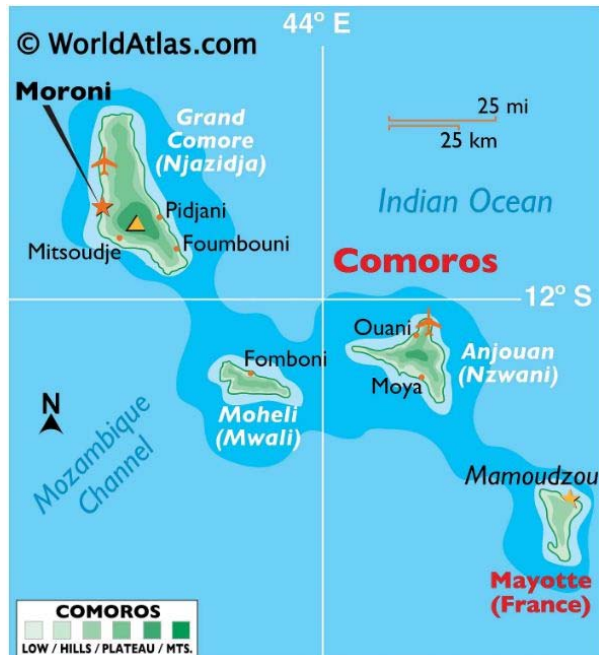 44° E
© WorldAtlas.com
Moroni
Grand
Comore
(Njazidja)
25 mi
25 km
Indian Ocean
Pidjani
Mitsoudje
Foumbouni
Comoros
12° S
Ouani
Anjouan
(Nzwani)
Fomboni
Moya
Moheli
(Mwali)
N
Mozambique
Channel
Mamoudzou
Mayotte
(France)
COMOROS
LOW / HILLS / PLATEAU / MTS.